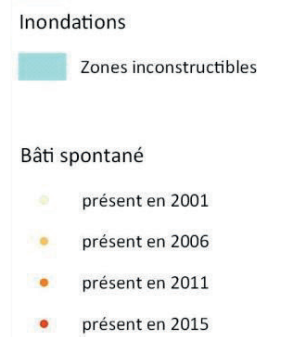 Inondations
Zones inconstructibles
Bâti spontané
présent en 2001
présent en 2006
présent en 2011
présent en 2015